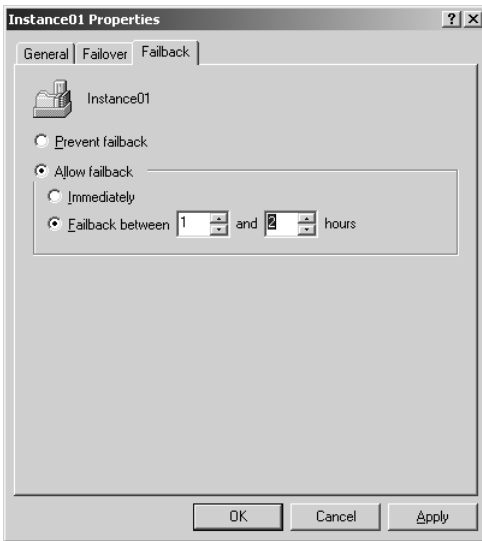 Instance01 Properties ? X
General Failover Failback
Instance01
Prevent failback
Allow failback
Immediately
Failback between 1 and 2 hours
OK Cancel Apply